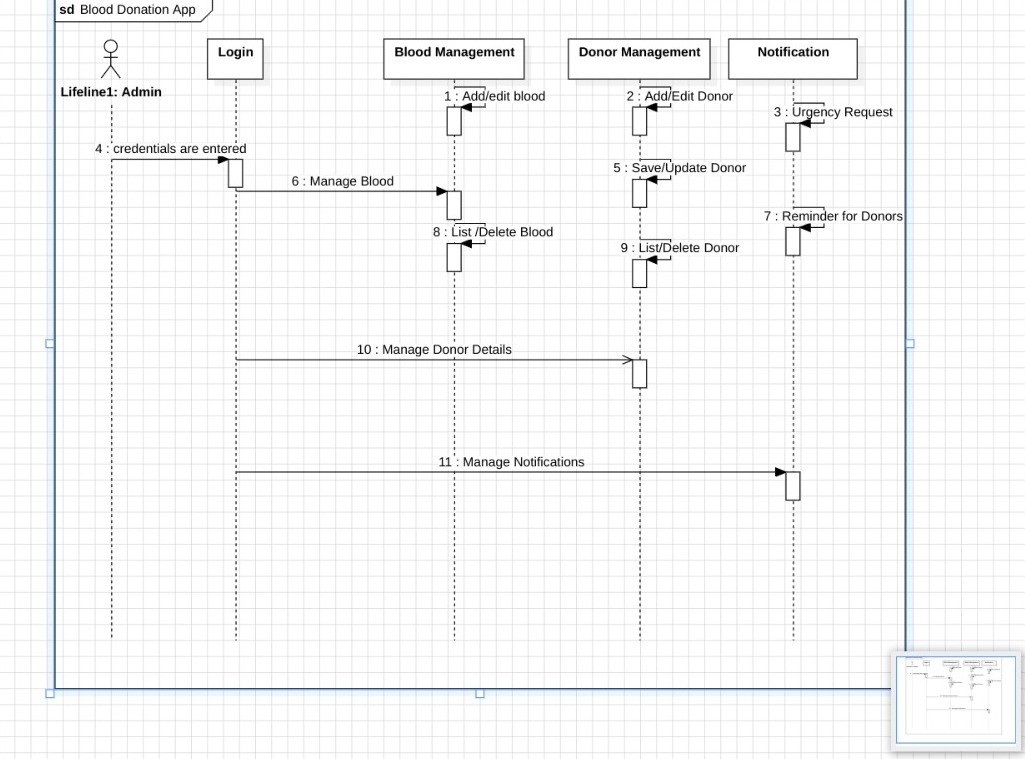 sd Blood Donation App
Login
Blood Management
Donor Management
Notification
Lifeline1: Admin
1 : Add/edit blood
2 : Add/Edit Donor
3 : Urgency Request
4 : credentials are entered
5 : Save/Update Donor
6 : Manage Blood
7 : Reminder for Donors
8 : List /Delete Blood
9 : List/Delete Donor
10 : Manage Donor Details
11 : Manage Notifications